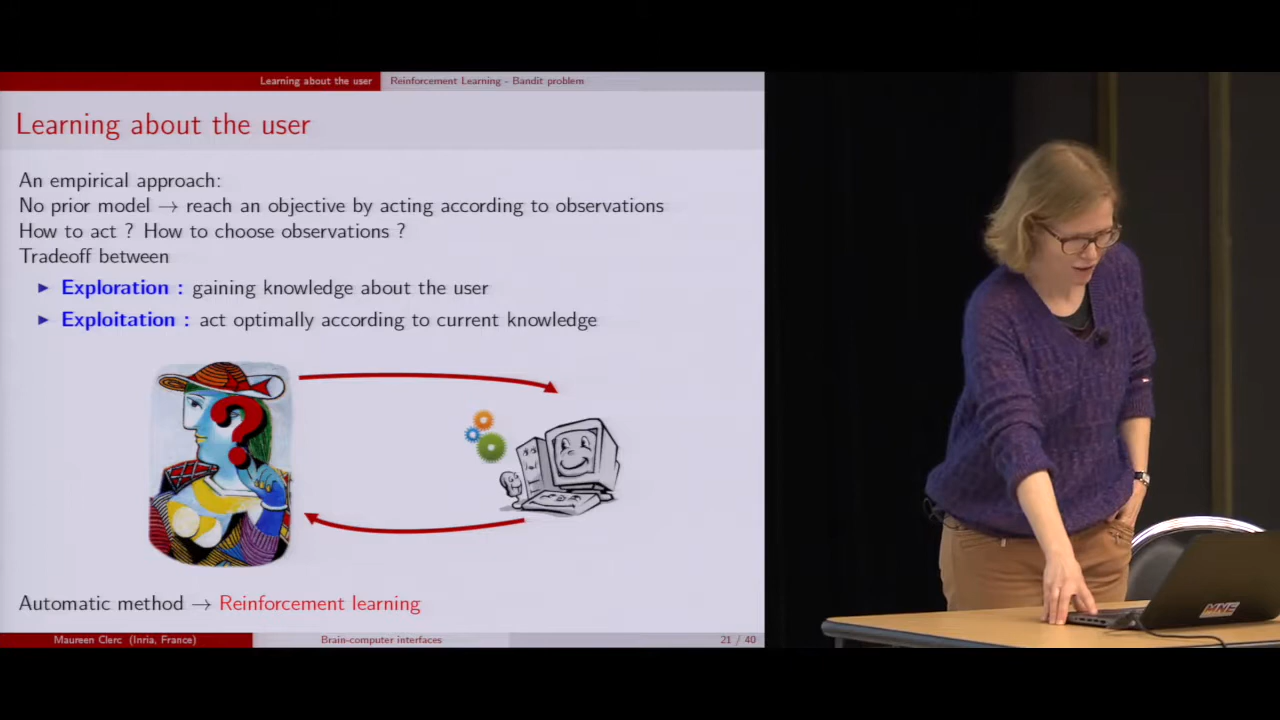 Learning about the user
Reinforcement Learning - Bandit problem
Learning about the user
An empirical approach:
No prior model → reach an objective by acting according to observations
How to act ? How to choose observations ?
Tradeoff between
▶ Exploration : gaining knowledge about the user
▶ Exploitation : act optimally according to current knowledge
?
Automatic method → Reinforcement learning
Maureen Clerc (Inria, France)
Brain-computer interfaces
21 / 40
MNE